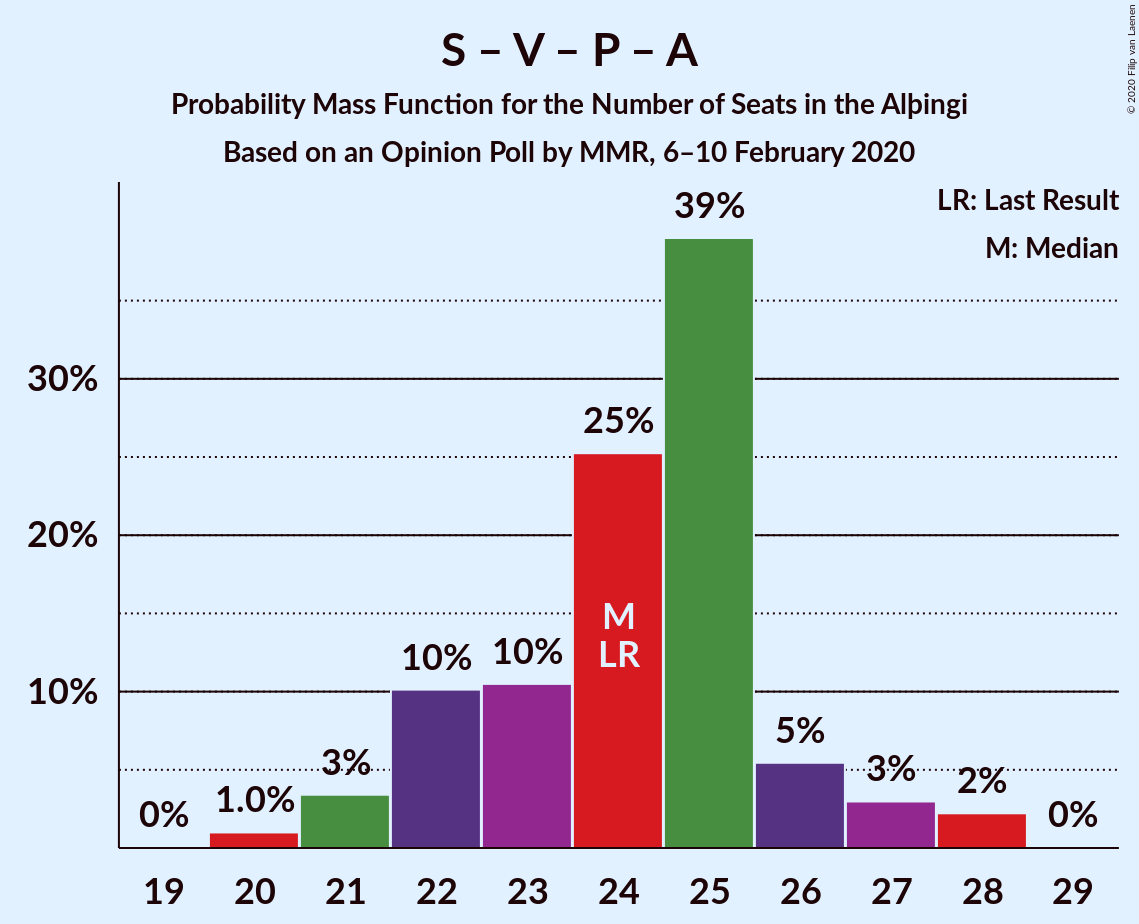 S – V – P – A
Probability Mass Function for the Number of Seats in the Alþingi
Based on an Opinion Poll by MMR, 6–10 February 2020
© 2020 Filip van Laenen
LR: Last Result
M: Median
39%
30%
25%
20%
M
LR
10%
10%
10%
5%
3%
3%
2%
1.0%
0%
0%
19 20 21 22 23 24 25 26 27 28 29